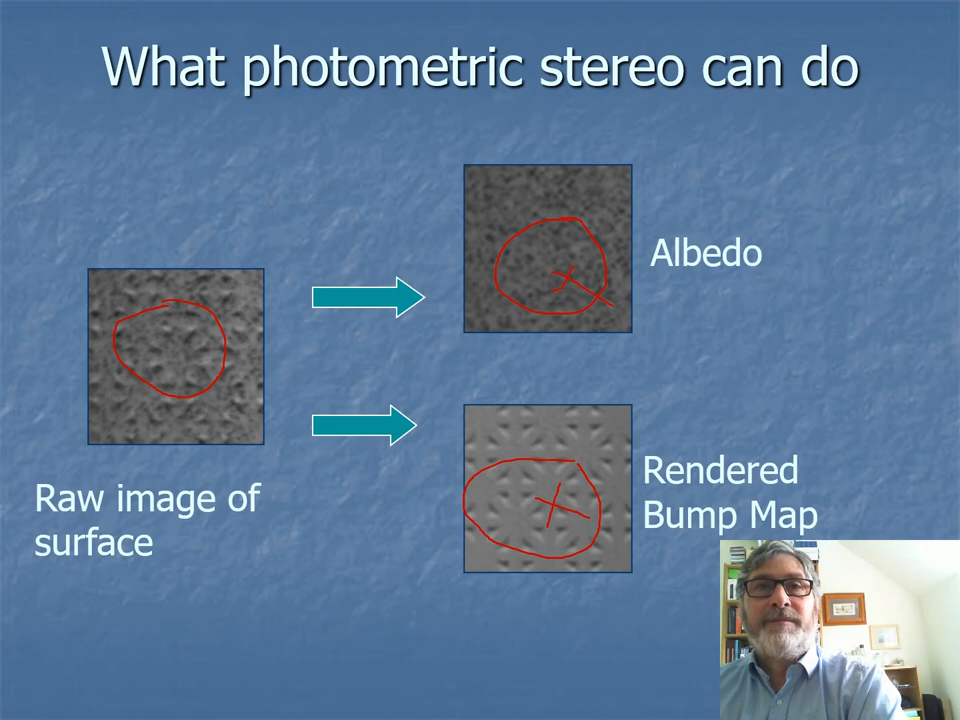 What photometric stereo can do
Albedo
Raw image of
surface
Rendered
Bump Map